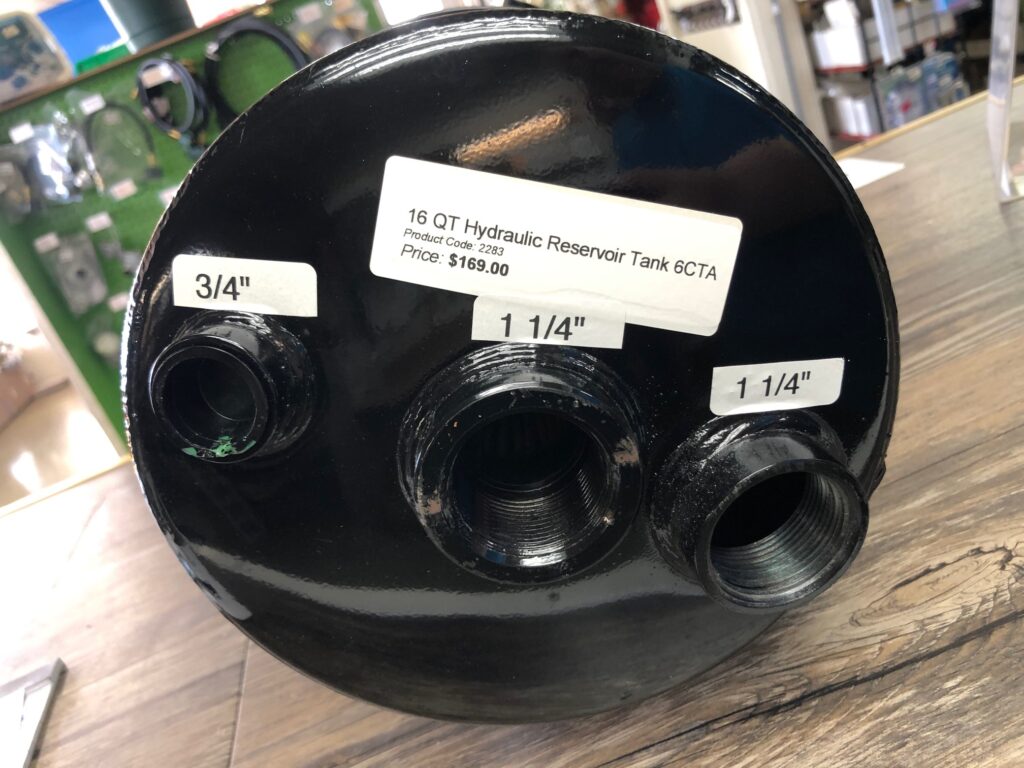 16 QT Hydraulic Reservoir Tank 6CTA
Product Code: 2283
Price: $169.00
3/4"
1 1/4"
1 1/4"